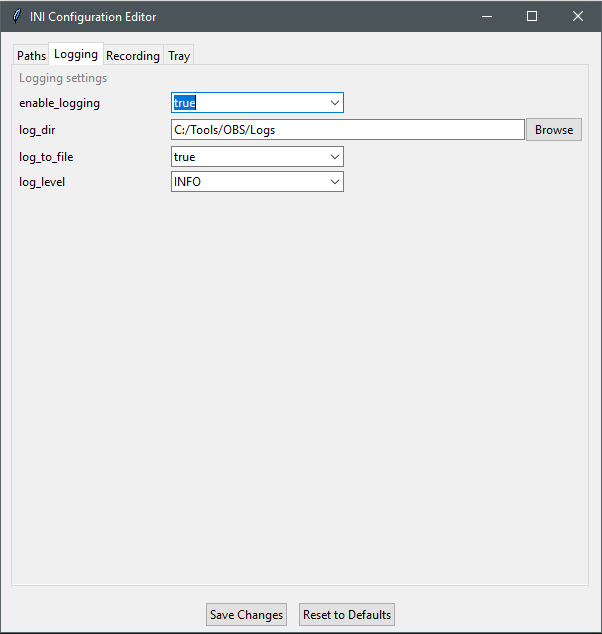 INI Configuration Editor
Paths Logging Recording Tray
Logging settings
enable_logging true
log_dir C:/Tools/OBS/Logs Browse
log_to_file true
log_level INFO
Save Changes Reset to Defaults